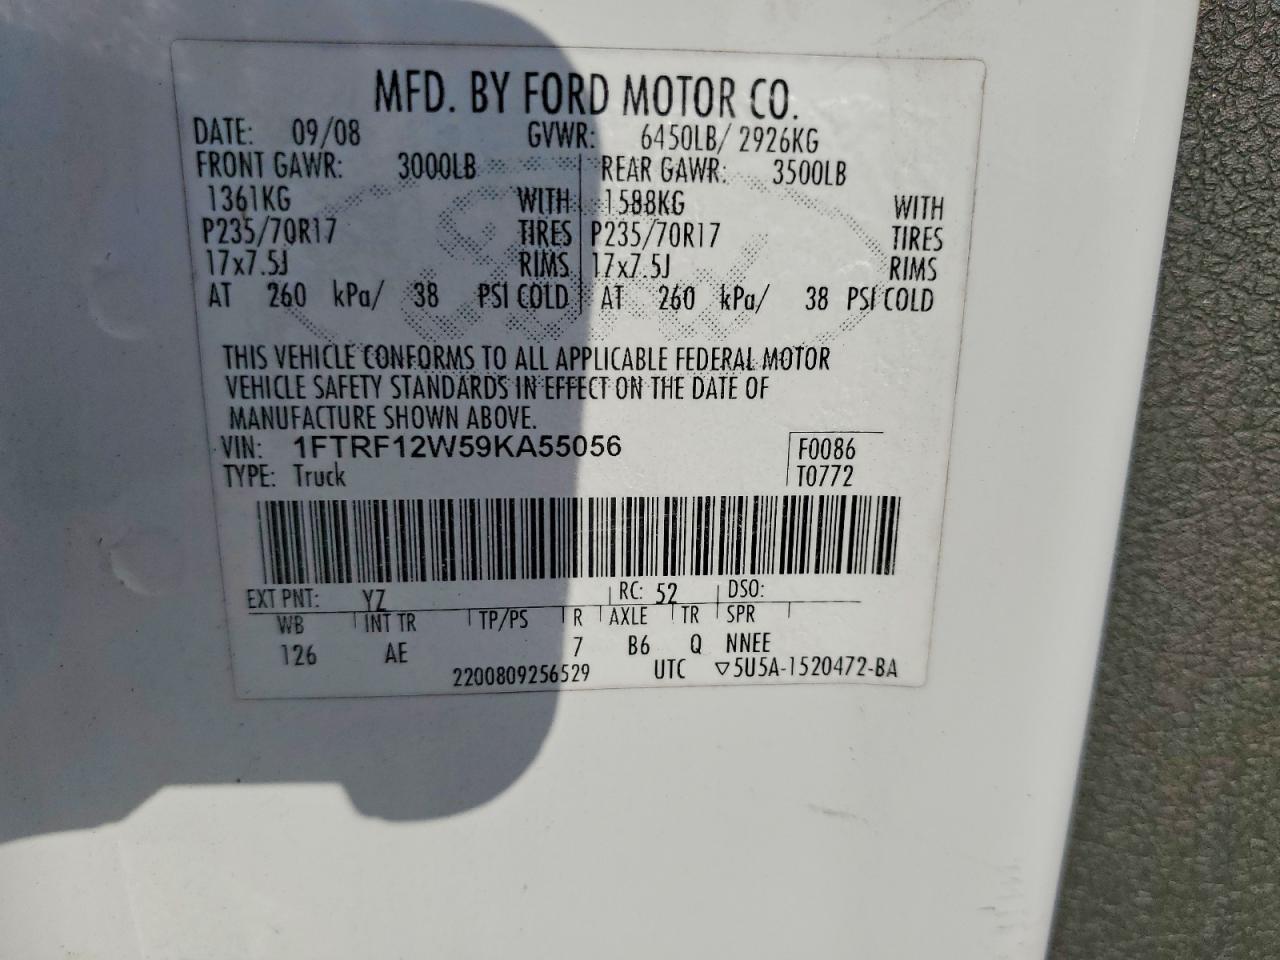 MFD. BY FORD MOTOR CO.
DATE: 09/08 GVWR: 6450LB/ 2926KG
FRONT GAWR: 3000LB REAR GAWR: 3500LB
1361KG WITH 1588KG WITH
P235/70R17 TIRES P235/70R17 TIRES
17x7.5J RIMS 17x7.5J RIMS
AT 260 kPa/ 38 PSI COLD AT 260 kPa/ 38 PSI COLD
THIS VEHICLE CONFORMS TO ALL APPLICABLE FEDERAL MOTOR
VEHICLE SAFETY STANDARDS IN EFFECT ON THE DATE OF
MANUFACTURE SHOWN ABOVE.
VIN: 1FTRF12W59KA55056 F0086
TYPE: Truck T0772
EXT PNT: YZ RC: 52 DSO:
WB INT TR TP/PS R AXLE TR SPR
126 AE 7 B6 Q NNEE
2200809256529 UTC ▽5U5A-1520472-BA